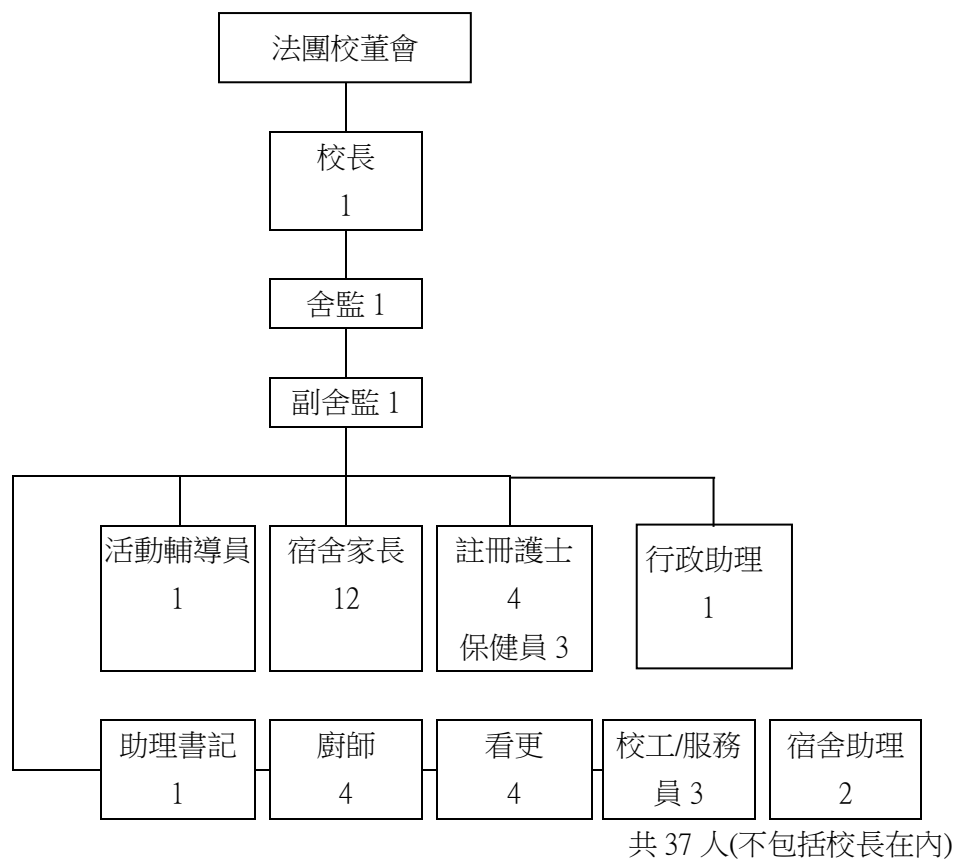 法團校董會
校長
1
舍監 1
副舍監 1
活動輔導員
1
宿舍家長
12
註冊護士
4
保健員 3
行政助理
1
助理書記
1
廚師
4
看更
4
校工/服務
員 3
宿舍助理
2
共 37 人(不包括校長在內)